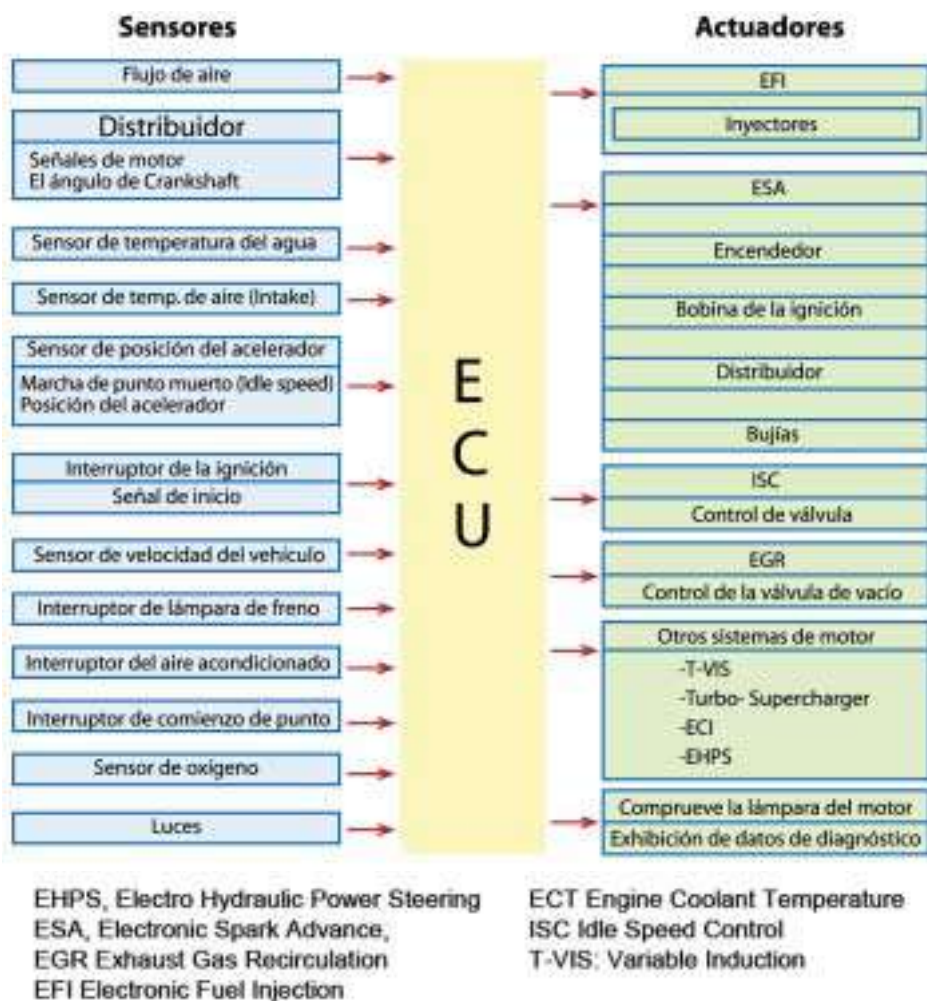 Sensores
Flujo de aire
Distribuidor
Señales de motor
El ángulo de Crankshaft
Sensor de temperatura del agua
Sensor de temp. de aire (Intake)
Sensor de posición del acelerador
Marcha de punto muerto (Idle speed)
Posición del acelerador
Interruptor de la ignición
Señal de inicio
Sensor de velocidad del vehículo
Interruptor de lámpara de freno
Interruptor del aire acondicionado
Interruptor de comienzo de punto
Sensor de oxígeno
Luces
E
C
U
Actuadores
EFI
Inyectores
ESA
Encendedor
Bobina de la ignición
Distribuidor
Bujías
ISC
Control de válvula
EGR
Control de la válvula de vacío
Otros sistemas de motor
-T-VIS
-Turbo- Supercharger
-ECI
-EHPS
Comprueve la lámpara del motor
Exhibición de datos de diagnóstico
EHPS, Electro Hydraulic Power Steering
ESA, Electronic Spark Advance,
EGR Exhaust Gas Recirculation
EFI Electronic Fuel Injection
ECT Engine Coolant Temperature
ISC Idle Speed Control
T-VIS: Variable Induction